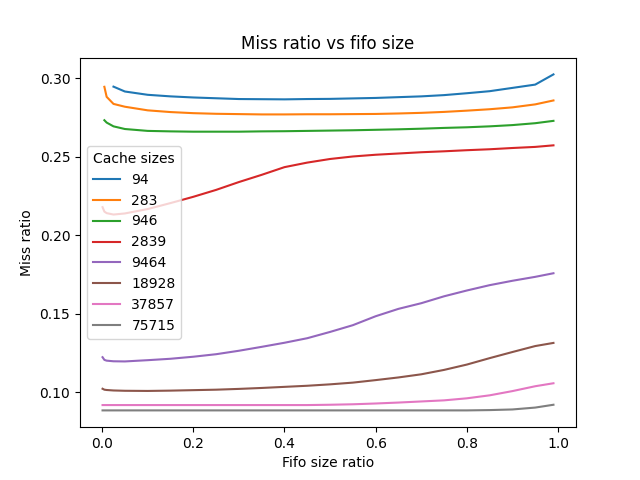 Miss ratio vs fifo size
Miss ratio
0.30
0.25
0.20
0.15
0.10
Cache sizes
94
283
946
2839
9464
18928
37857
75715
0.0 0.2 0.4 0.6 0.8 1.0
Fifo size ratio